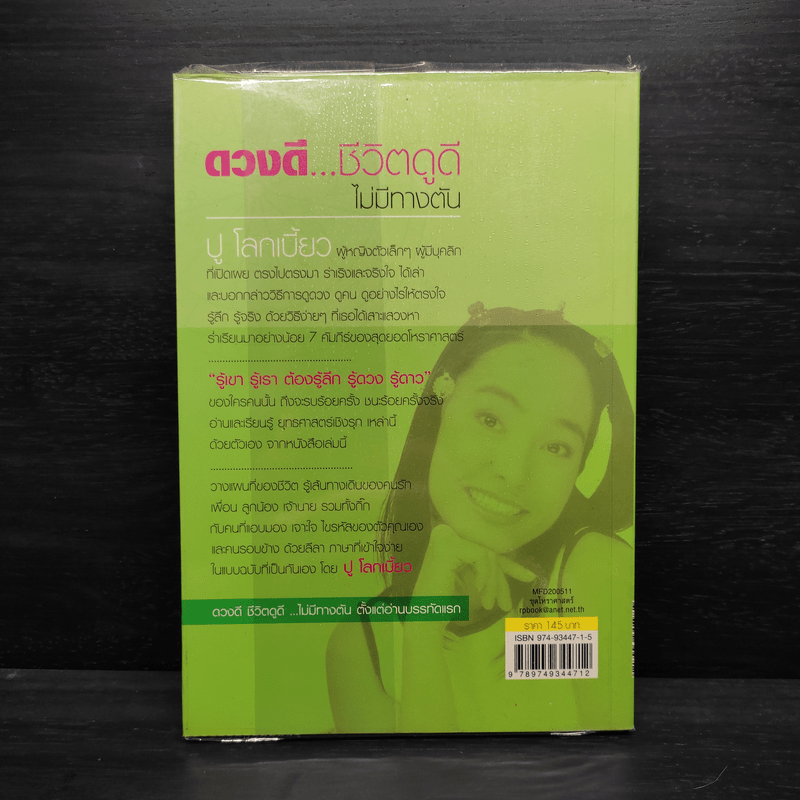 ดวงดี...ชีวิตดูดี
ไม่มีทางตัน
ปู โลกเบี้ยว ผู้หญิงตัวเล็กๆ ผู้มีบุคลิก
ที่เปิดเผย ตรงไปตรงมา ร่าเริงและจริงใจ ได้เล่า
และบอกกล่าววิธีการดูดวง ดูคน ดูอย่างไรให้ตรงใจ
รู้ลึก รู้จริง ด้วยวิธีง่ายๆ ที่เธอได้เสาะแสวงหา
ร่ำเรียนมาอย่างน้อย 7 คัมภีร์ของสุดยอดโหราศาสตร์
"รู้เขา รู้เรา ต้องรู้ลึก รู้ดวง รู้ดาว"
ของใครคนนั้น ถึงจะรบร้อยครั้ง ชนะร้อยครั้งจริง
อ่านและเรียนรู้ ยุทธศาสตร์เชิงรุก เหล่านี้
ด้วยตัวเอง จากหนังสือเล่มนี้
วางแผนที่ของชีวิต รู้เส้นทางเดินของคนรัก
เพื่อน ลูกน้อง เจ้านาย รวมทั้งกิ๊ก
กับคนที่แอบมอง เจาะใจ ไขรหัสของตัวคุณเอง
และคนรอบข้าง ด้วยลีลา ภาษาที่เข้าใจง่าย
ในแบบฉบับที่เป็นกันเอง โดย ปู โลกเบี้ยว
ดวงดี ชีวิตดูดี ...ไม่มีทางตัน ตั้งแต่อ่านบรรทัดแรก
MFD200511
ชุดโหราศาสตร์
rpbook@anet.net.th
ราคา 145 บาท
ISBN 974-93447-1-5
9 789749 344712